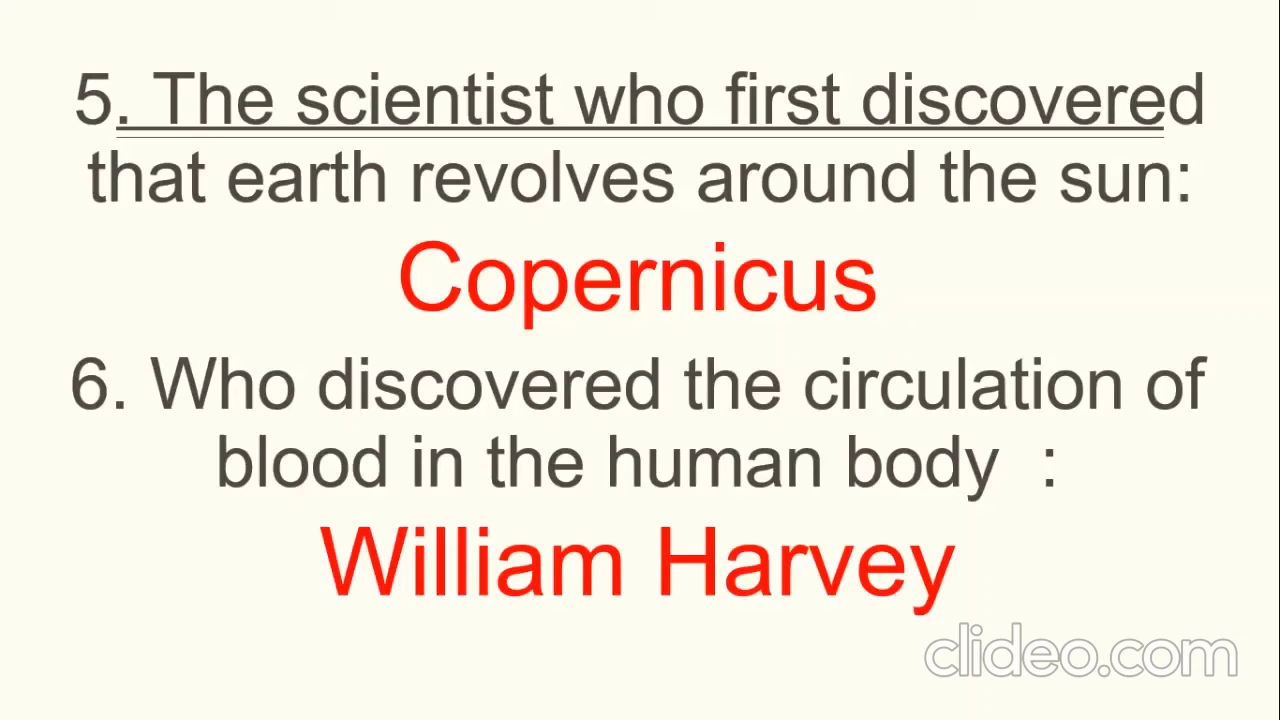 5. The scientist who first discovered
that earth revolves around the sun:
Copernicus
6. Who discovered the circulation of
blood in the human body :
William Harvey
clideo.com